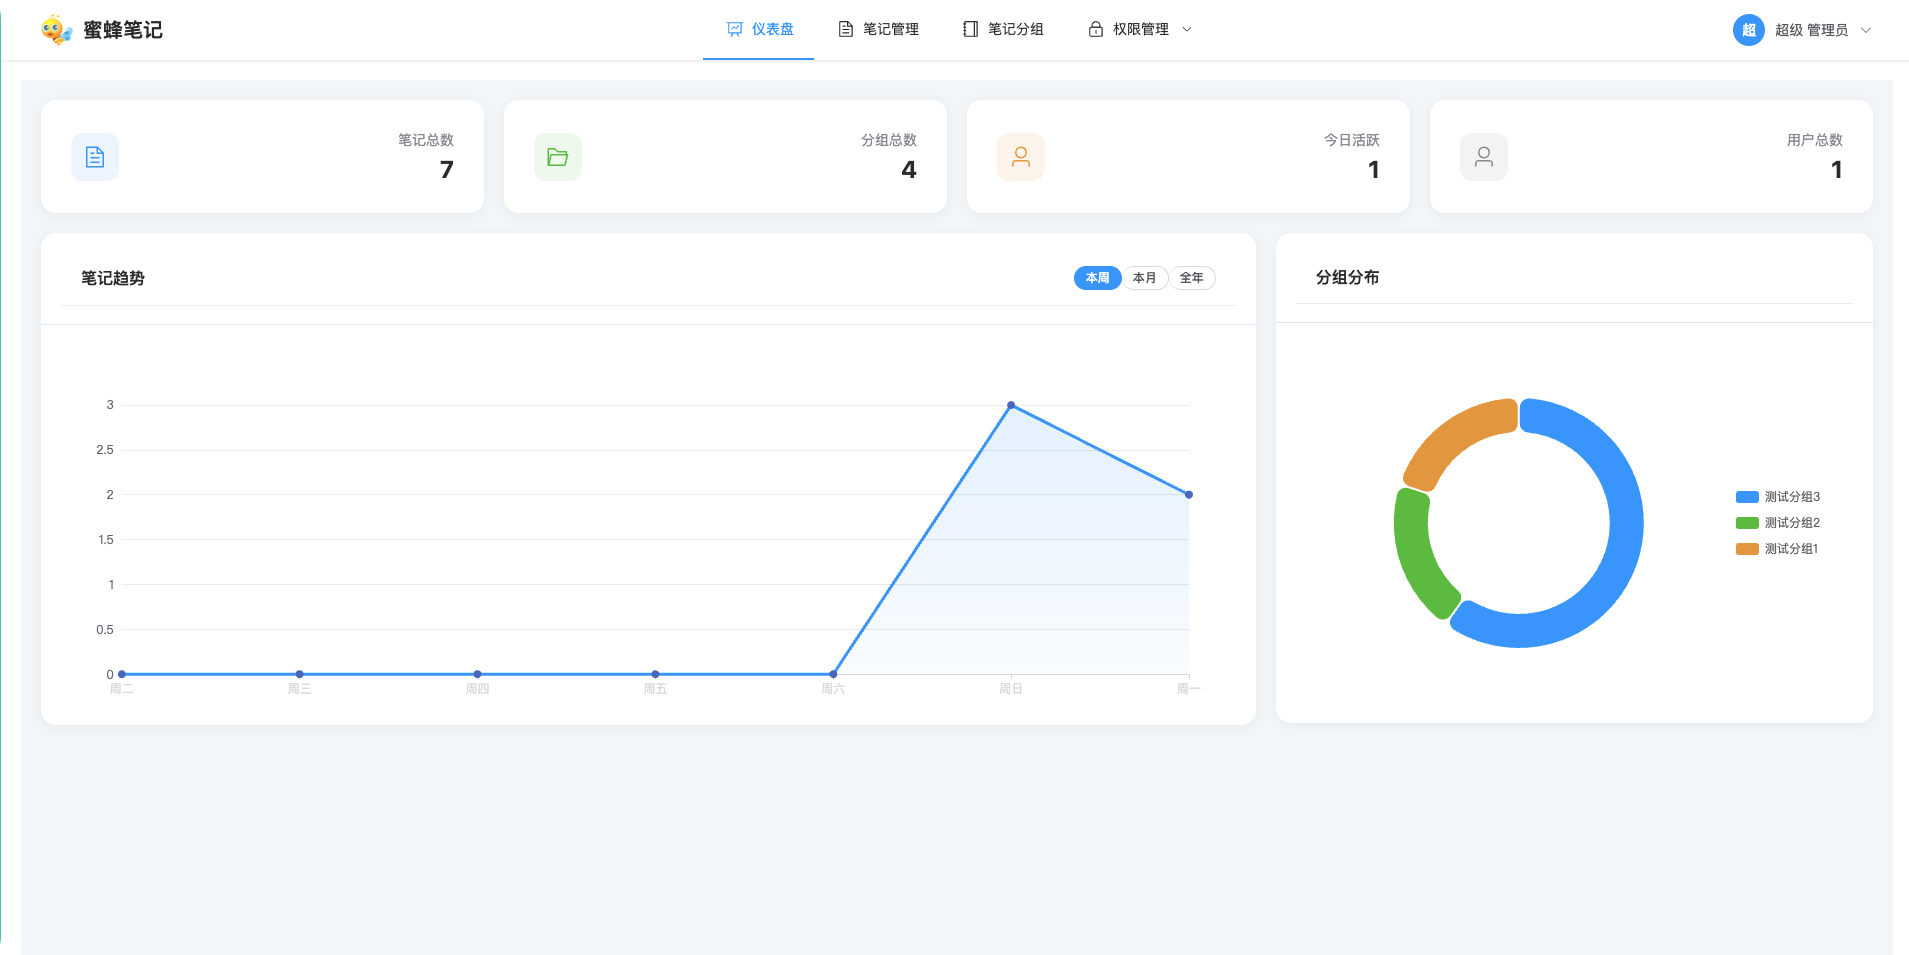 蜜蜂笔记
仪表盘
笔记管理
笔记分组
权限管理
超
超级 管理员
笔记总数
7
分组总数
4
今日活跃
1
用户总数
1
笔记趋势
本周
本月
全年
3
2.5
2
1.5
1
0.5
0
周二
周三
周四
周五
周六
周日
周一
分组分布
测试分组3
测试分组2
测试分组1